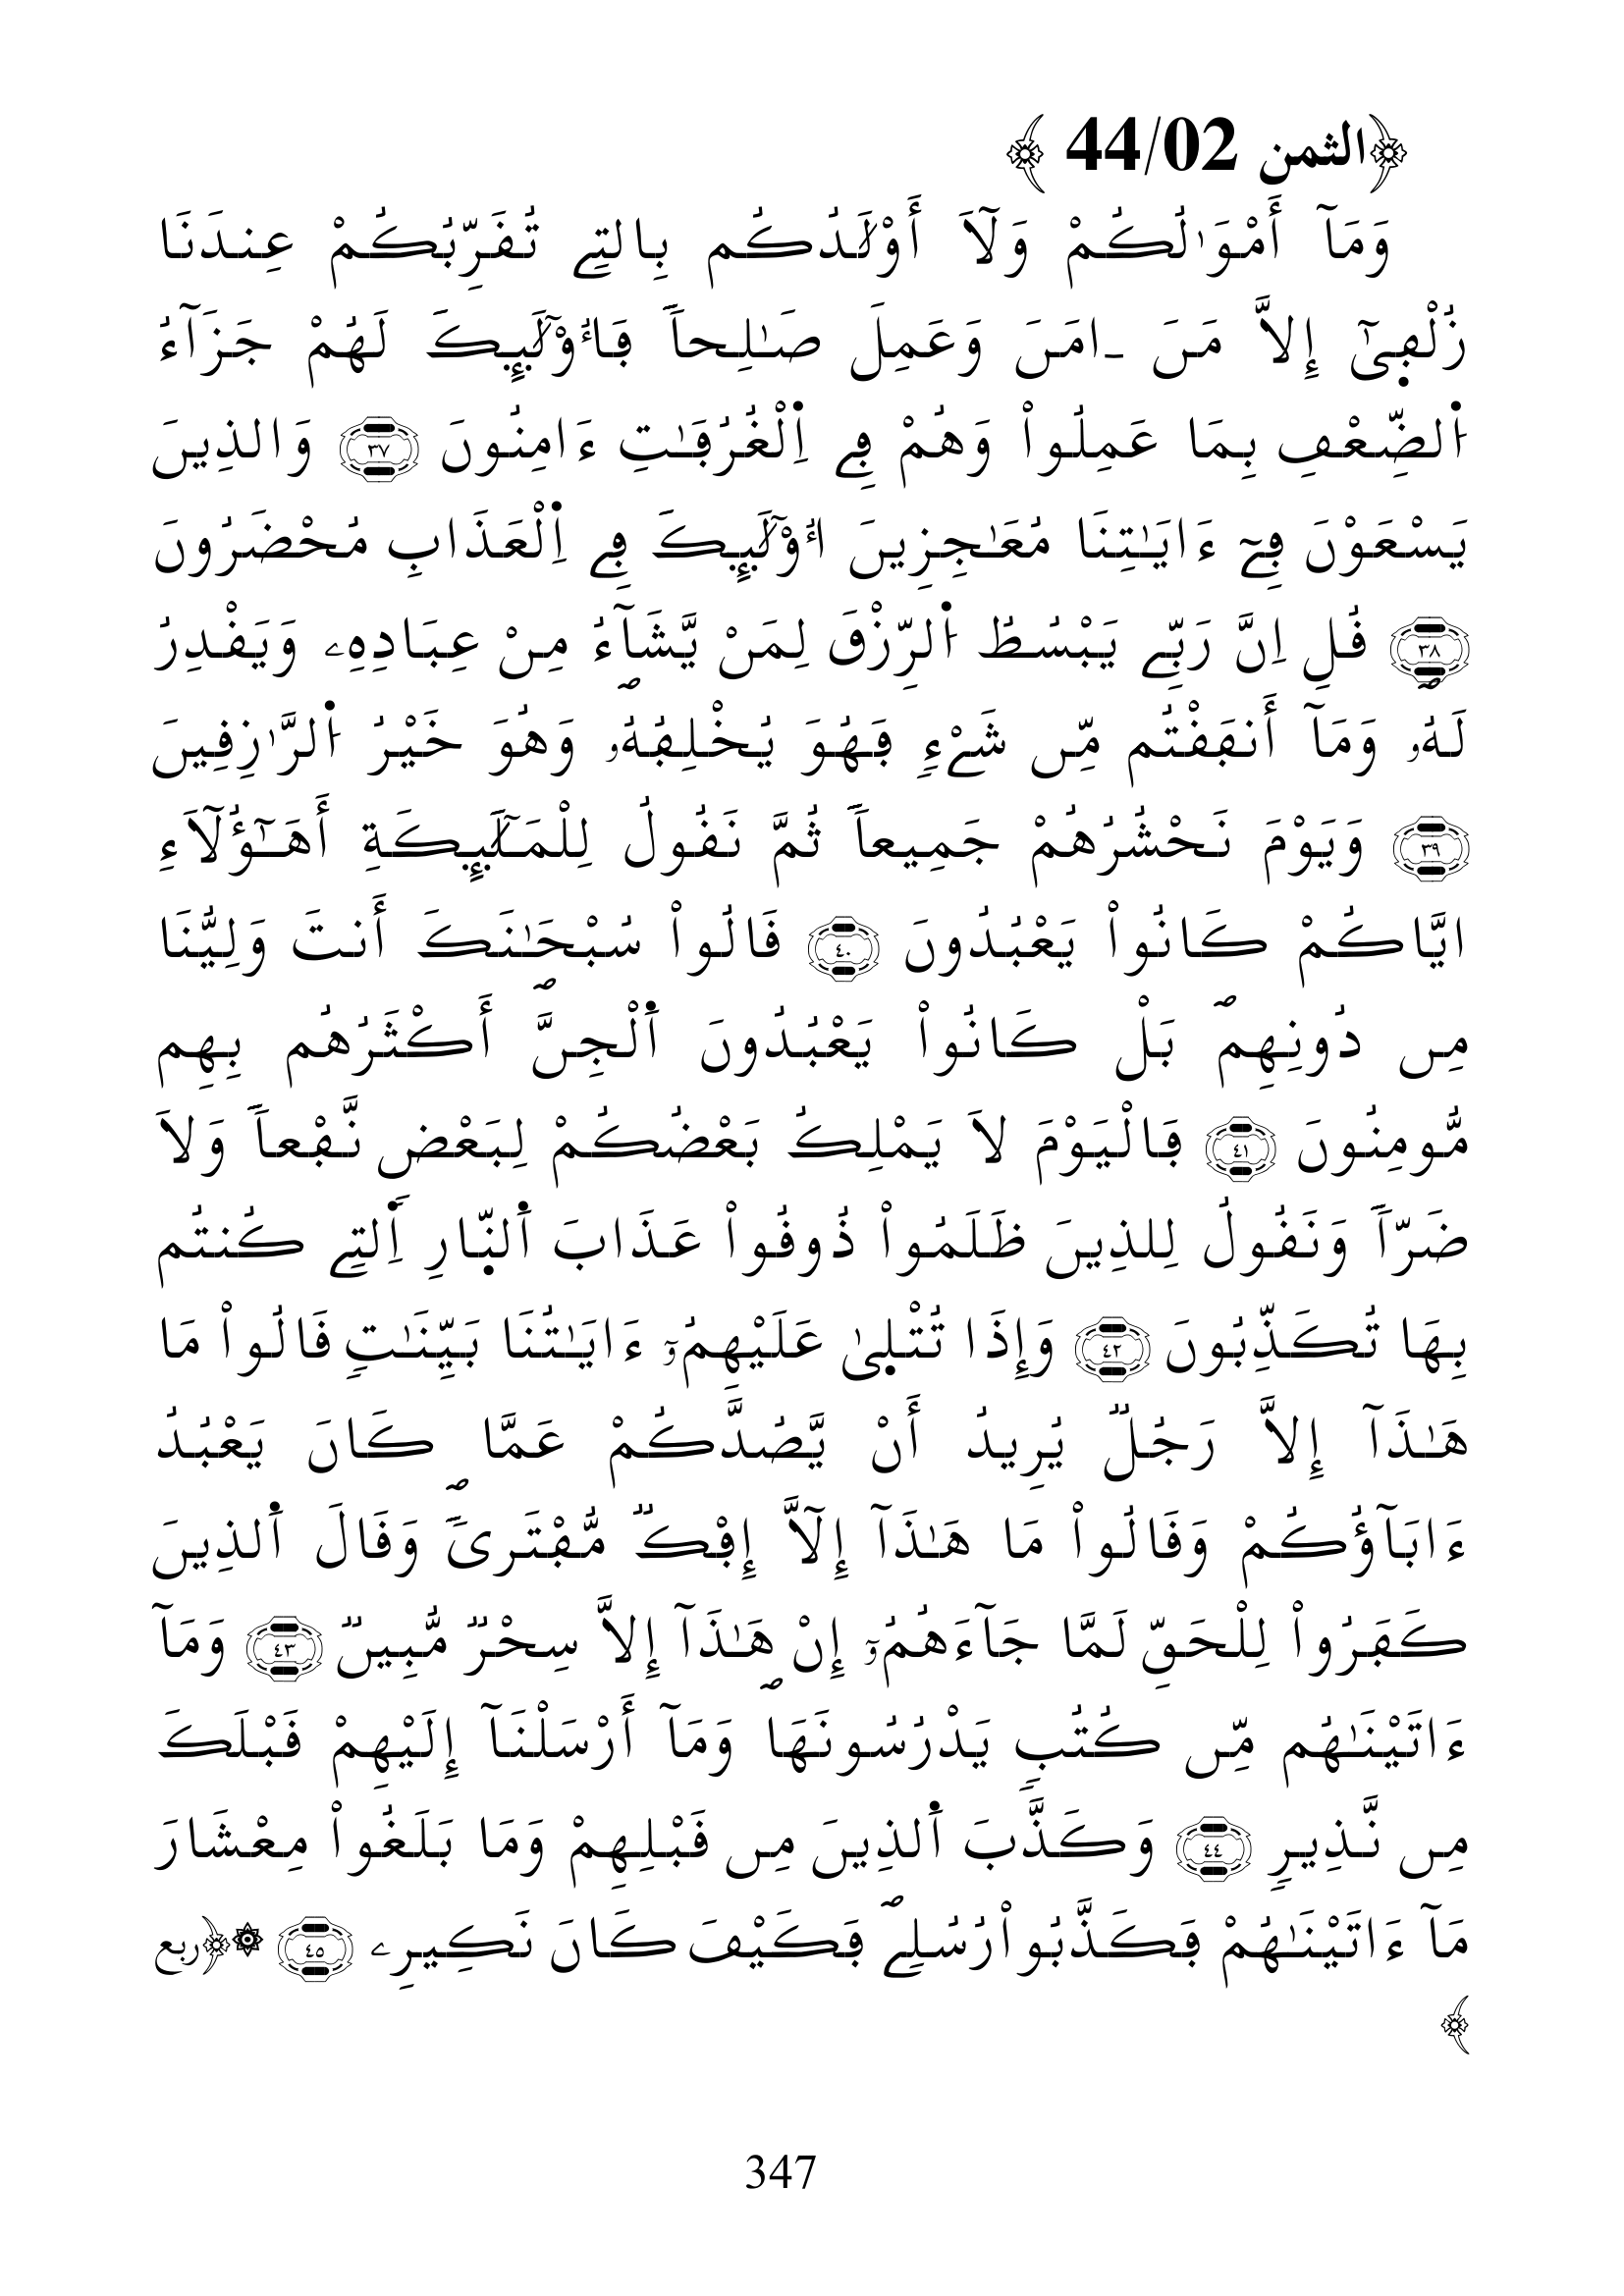 ﴿الثمن 44/02 ﴾
وَمَآ أَمْوَٰلُكُمْ وَلَآ أَوْلَٰدُكُم بِالتِے تُقَرِّبُكُمْ عِندَنَا
زُلْف۪ىٰٓ إِلاَّ مَنَ ـ امَنَ وَعَمِلَ صَٰلِحاٗ فَأُوْلَٰٓئِكَ لَهُمْ جَزَآءُ
اُ۬لضِّعْفِ بِمَا عَمِلُواْ وَهُمْ فِے اِ۬لْغُرُفَٰتِ ءَامِنُونَ ٣٧ وَالذِينَ
يَسْعَوْنَ فِےٓ ءَايَٰتِنَا مُعَٰجِزِينَ أُوْلَٰٓئِكَ فِے اِ۬لْعَذَابِ مُحْضَرُونَ
٣٨ قُلِ اِنَّ رَبِّے يَبْسُطُ اُ۬لرِّزْقَ لِمَنْ يَّشَآءُ مِنْ عِبَادِهِۦ وَيَقْدِرُ
لَهُۥۖ وَمَآ أَنفَقْتُم مِّن شَےْءٖ فَهُوَ يُخْلِفُهُۥۖ وَهُوَ خَيْرُ اُ۬لرَّٰزِقِينَ
٣٩ وَيَوْمَ نَحْشُرُهُمْ جَمِيعاٗ ثُمَّ نَقُولُ لِلْمَلَٰٓئِكَةِ أَهَٰٓؤُلَآءِ
اِيَّاكُمْ كَانُواْ يَعْبُدُونَ ٤٠ قَالُواْ سُبْحَٰنَكَ أَنتَ وَلِيُّنَا
مِن دُونِهِمۖ بَلْ كَانُواْ يَعْبُدُونَ اَ۬لْجِنَّۖ أَكْثَرُهُم بِهِم
مُّومِنُونَ ٤١ فَالْيَوْمَ لَا يَمْلِكُ بَعْضُكُمْ لِبَعْضٖ نَّفْعاٗ وَلَا
ضَرّاٗ وَنَقُولُ لِلذِينَ ظَلَمُواْ ذُوقُواْ عَذَابَ اَ۬لنّ۪ارِ اِ۬لتِے كُنتُم
بِهَا تُكَذِّبُونَ ٤٢ وَإِذَا تُتْل۪ىٰ عَلَيْهِمُۥٓ ءَايَٰتُنَا بَيِّنَٰتٖ قَالُواْ مَا
هَٰذَآ إِلاَّ رَجُلٞ يُرِيدُ أَنْ يَّصُدَّكُمْ عَمَّا كَانَ يَعْبُدُ
ءَابَآؤُكُمْۖ وَقَالُواْ مَا هَٰذَآ إِلَّآ إِفْكٞ مُّفْتَرىٗۖ وَقَالَ اَ۬لذِينَ
كَفَرُواْ لِلْحَقِّ لَمَّا جَآءَهُمُۥٓ إِنْ هَٰذَآ إِلاَّ سِحْرٞ مُّبِينٞ ٤٣ وَمَآ
ءَاتَيْنَٰهُم مِّن كُتُبٖ يَدْرُسُونَهَاۖ وَمَآ أَرْسَلْنَآ إِلَيْهِمْ قَبْلَكَ
مِن نَّذِيرٖ ٤٤ وَكَذَّبَ اَ۬لذِينَ مِن قَبْلِهِمْ وَمَا بَلَغُواْ مِعْشَارَ
مَآ ءَاتَيْنَٰهُمْ فَكَذَّبُواْ رُسُلِےۖ فَكَيْفَ كَانَ نَكِيرِۦ ٤٥ ۞﴿ربع
﴾
347